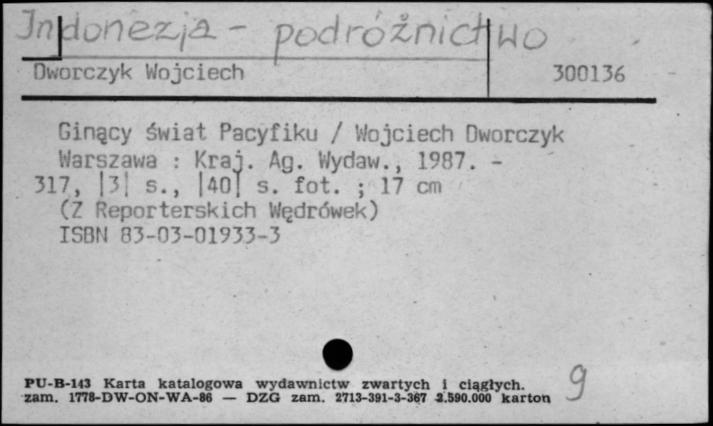 Indonezja - podróżnictwo
Dworczyk Wojciech 300136
Ginący świat Pacyfiku / Wojciech Dworczyk
Warszawa : Kraj. Ag. Wydaw., 1987. -
317, |3| s., |40| s. fot. ; 17 cm
(Z Reporterskich Wędrówek)
ISBN 83-03-01933-3
PU-B-143 Karta katalogowa wydawnictw zwartych i ciągłych.
zam. 1778-DW-ON-WA-86 — DZG zam. 2713-391-3-367 2.590.000 karton
9